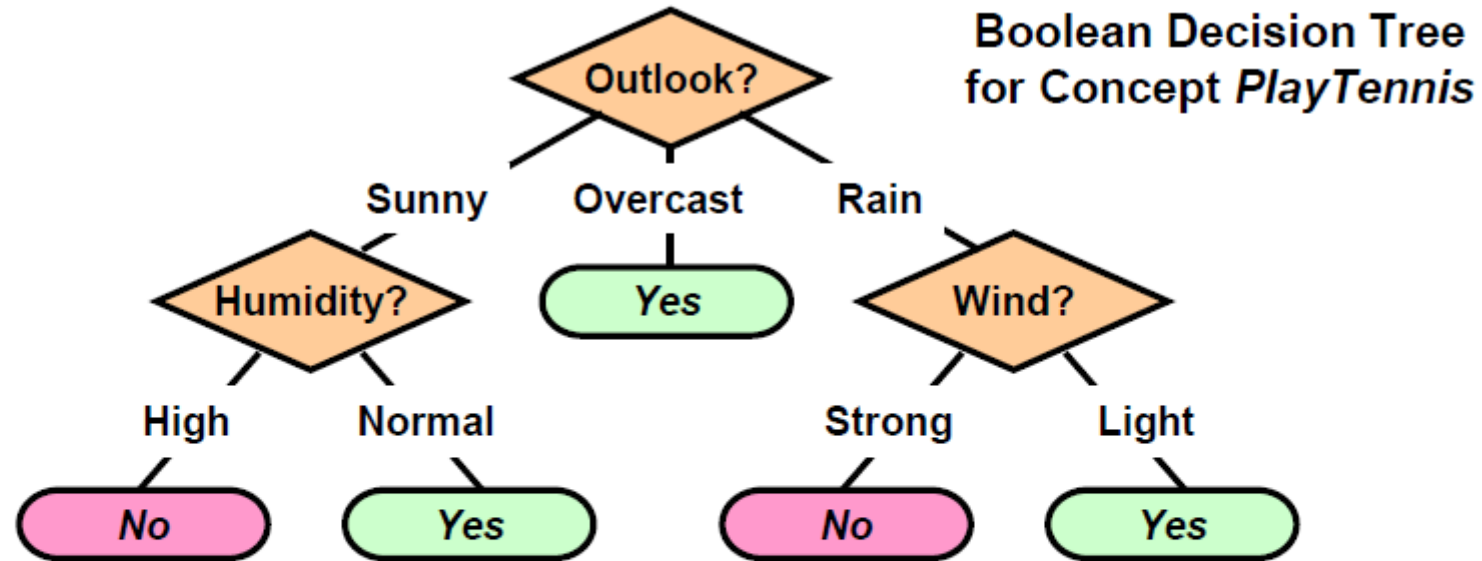 Boolean Decision Tree
for Concept PlayTennis
Outlook?
Sunny Overcast Rain
Humidity? Yes Wind?
High Normal Strong Light
No Yes No Yes